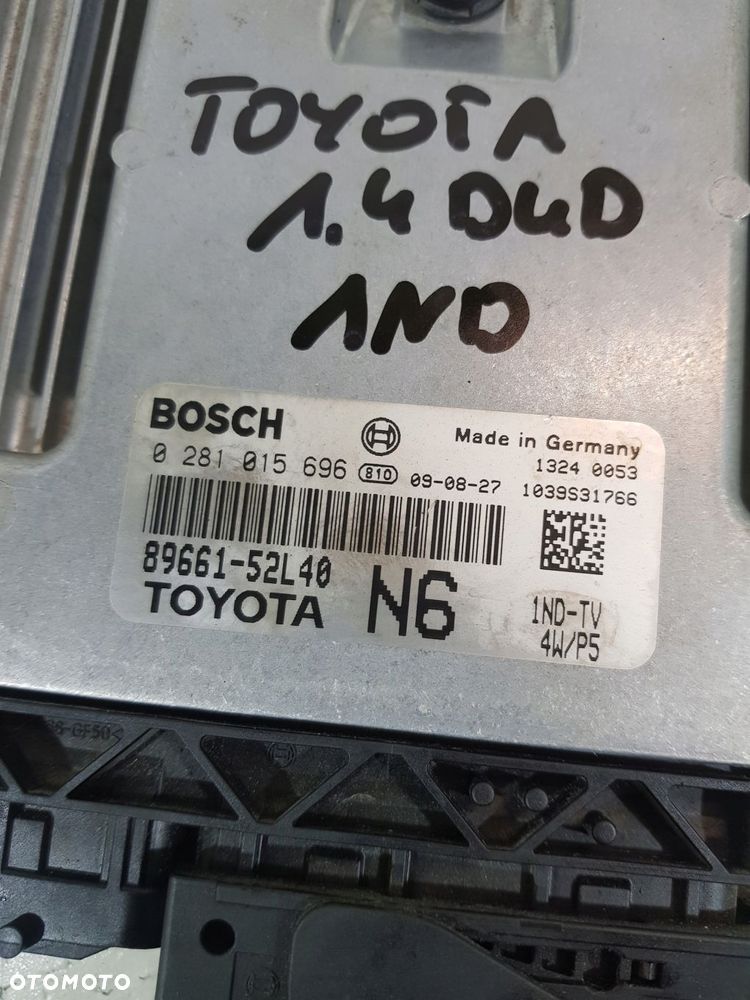 TOYOTA
1.4 D4D
1ND
BOSCH
Made in Germany
0 281 015 696 810 09-08-27
1324 0053
1039S31766
89661-52L40
TOYOTA
N6
1ND-TV
4W/P5
OTOMOTO